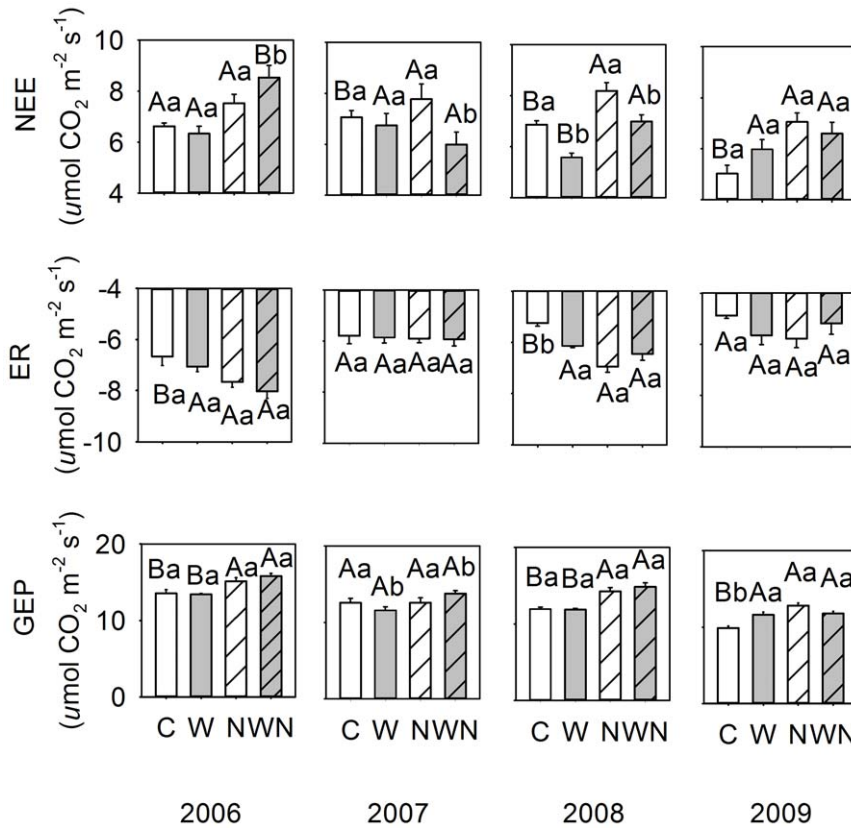 NEE
(umol CO₂ m⁻² s⁻¹)
10
8
6
4
Aa Aa Aa Bb
Ba Aa Aa Ab
Ba Bb Aa Ab
Ba Aa Aa Aa
ER
(umol CO₂ m⁻² s⁻¹)
-4
-6
-8
-10
Ba Aa Aa Aa
Aa Aa Aa Aa
Bb Aa Aa Aa
Aa Aa Aa Aa
GEP
(umol CO₂ m⁻² s⁻¹)
20
10
0
Ba Ba Aa Aa
Aa Ab Aa Ab
Ba Ba Aa Aa
Bb Aa Aa Aa
C W N WN
C W N WN
C W N WN
C W N WN
2006 2007 2008 2009